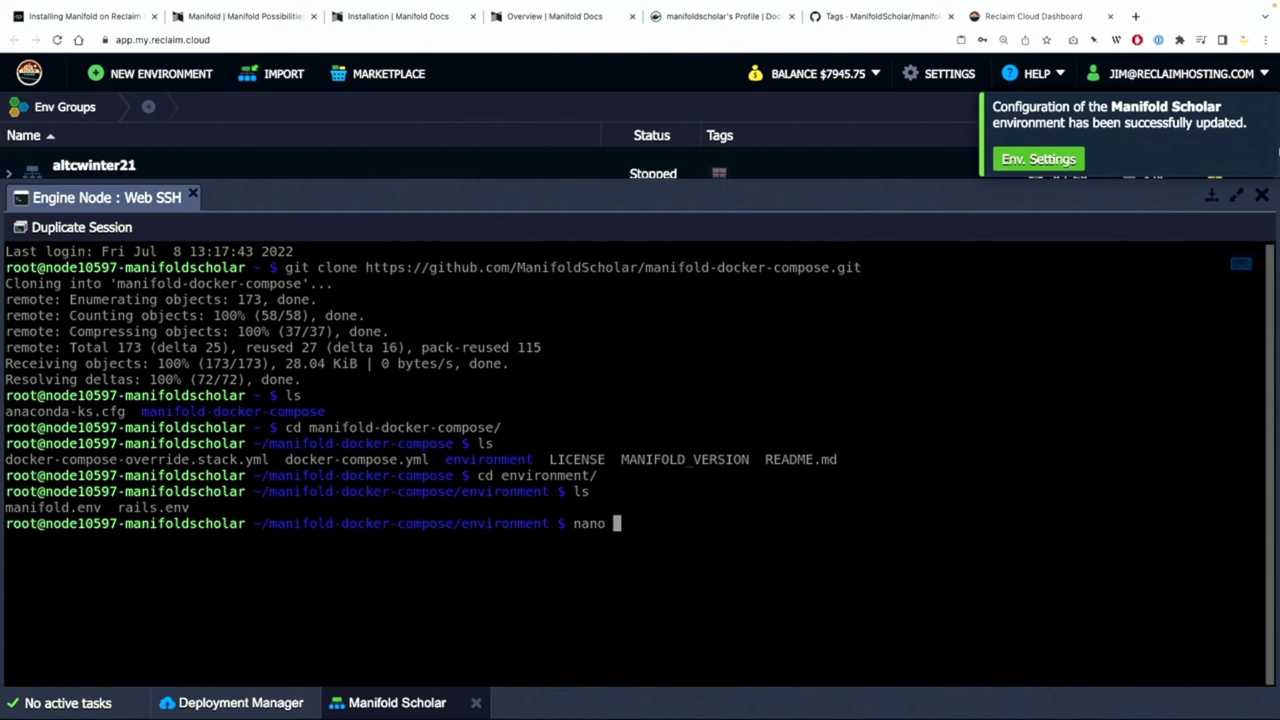 Installing Manifold on Reclaim
Manifold | Manifold Possibilitie
Installation | Manifold Docs
Overview | Manifold Docs
manifoldscholar's Profile | Doc
Tags · ManifoldScholar/manifol
Reclaim Cloud Dashboard
app.my.reclaim.cloud
NEW ENVIRONMENT
IMPORT
MARKETPLACE
BALANCE $7945.75
SETTINGS
HELP
JIM@RECLAIMHOSTING.COM
Env Groups
Name
Status
Tags
Configuration of the Manifold Scholar
environment has been successfully updated.
Env. Settings
altcwinter21
Stopped
Engine Node : Web SSH
Duplicate Session
Last login: Fri Jul  8 13:17:43 2022
root@node10597-manifoldscholar ~ $ git clone https://github.com/ManifoldScholar/manifold-docker-compose.git
Cloning into 'manifold-docker-compose'...
remote: Enumerating objects: 173, done.
remote: Counting objects: 100% (58/58), done.
remote: Compressing objects: 100% (37/37), done.
remote: Total 173 (delta 25), reused 27 (delta 16), pack-reused 115
Receiving objects: 100% (173/173), 28.04 KiB | 0 bytes/s, done.
Resolving deltas: 100% (72/72), done.
root@node10597-manifoldscholar ~ $ ls
anaconda-ks.cfg  manifold-docker-compose
root@node10597-manifoldscholar ~ $ cd manifold-docker-compose/
root@node10597-manifoldscholar ~/manifold-docker-compose $ ls
docker-compose-override.stack.yml  docker-compose.yml  environment  LICENSE  MANIFOLD_VERSION  README.md
root@node10597-manifoldscholar ~/manifold-docker-compose $ cd environment/
root@node10597-manifoldscholar ~/manifold-docker-compose/environment $ ls
manifold.env  rails.env
root@node10597-manifoldscholar ~/manifold-docker-compose/environment $ nano
No active tasks
Deployment Manager
Manifold Scholar